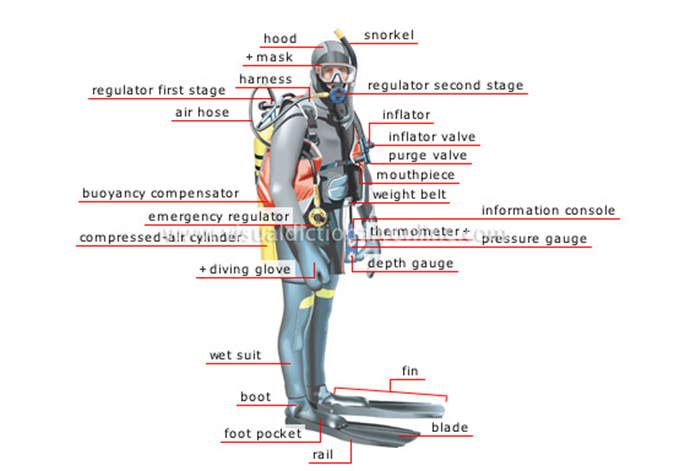 snorkel
hood
+ mask
harness
regulator first stage
regulator second stage
air hose
inflator
inflator valve
purge valve
mouthpiece
buoyancy compensator
weight belt
emergency regulator
information console
compressed-air cylinder
thermometer +
pressure gauge
+ diving glove
depth gauge
wet suit
fin
boot
foot pocket
blade
rail